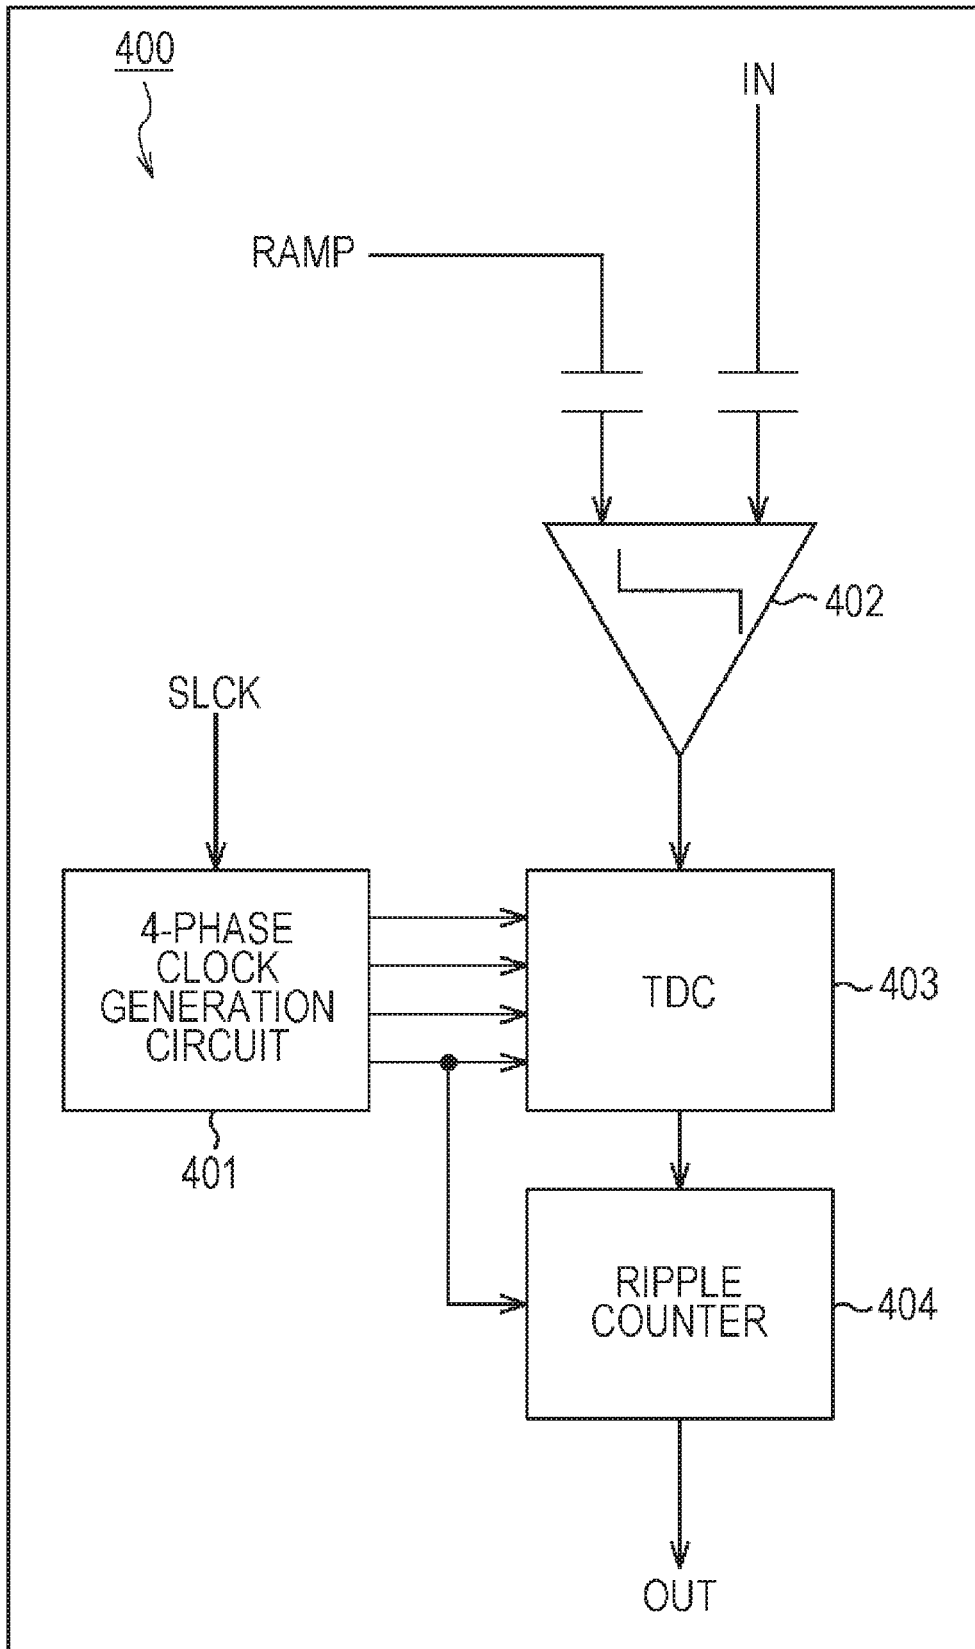 400
IN
RAMP
402
SLCK
4-PHASE
CLOCK
GENERATION
CIRCUIT
TDC
403
401
RIPPLE
COUNTER
404
OUT